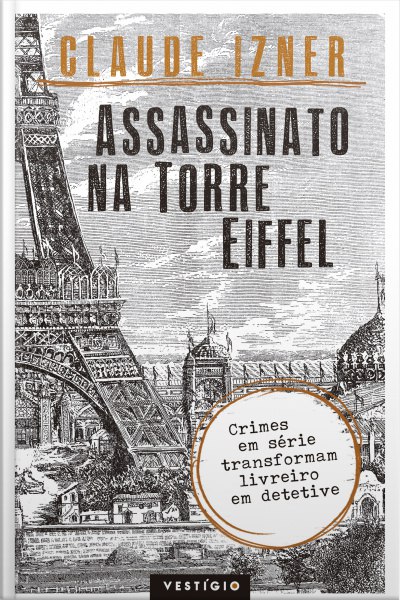 CLAUDE IZNER
ASSASSINATO
NA TORRE
EIFFEL
Crimes
em série
transformam
livreiro
em detetive
VESTÍGIO